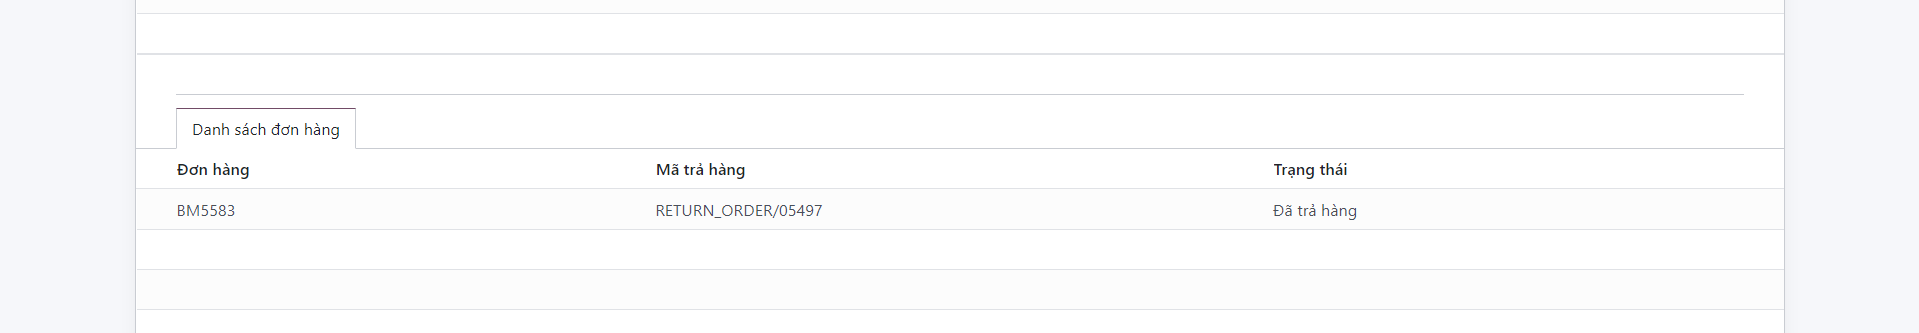 Danh sách đơn hàng
Đơn hàng Mã trả hàng Trạng thái
BM5583 RETURN_ORDER/05497 Đã trả hàng